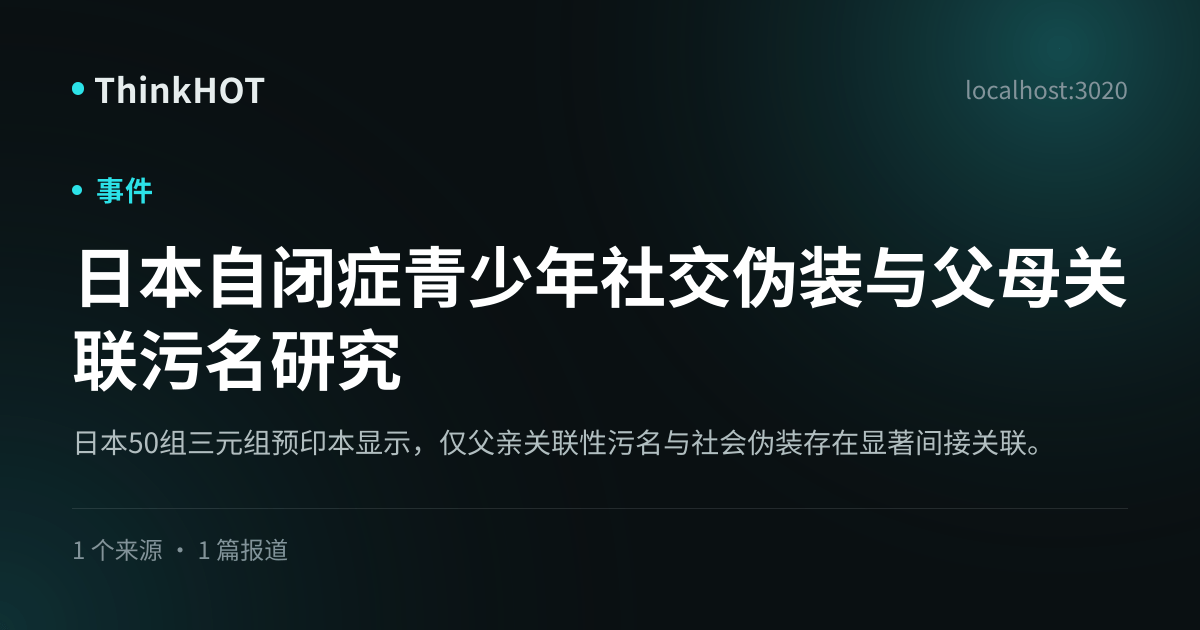 ThinkHOT
localhost:3020
事件
日本自闭症青少年社交伪装与父母关
联污名研究
日本50组三元组预印本显示，仅父亲关联性污名与社会伪装存在显著间接关联。
1 个来源 · 1 篇报道